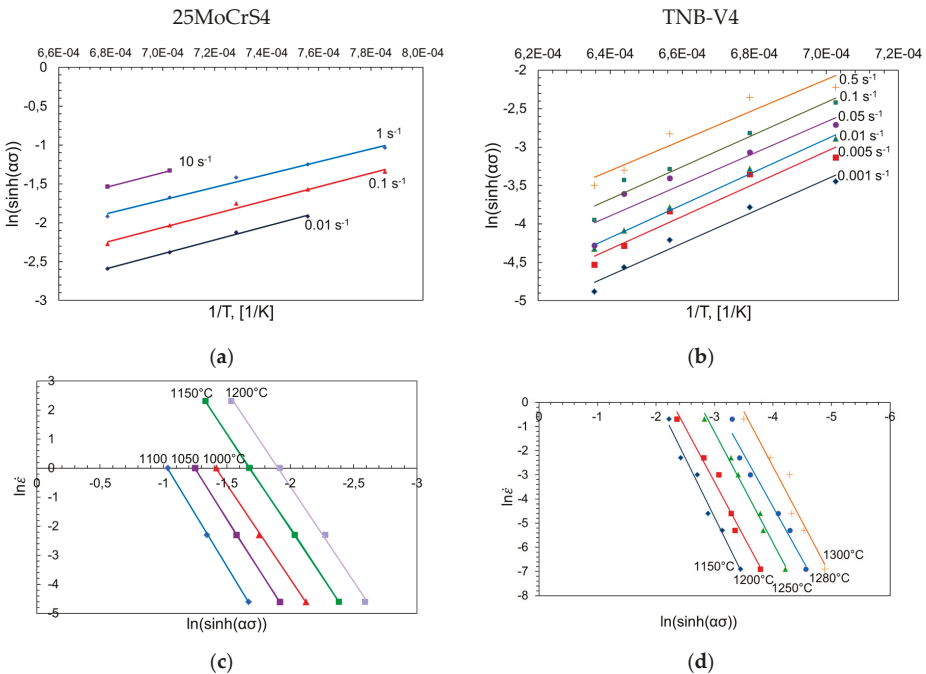 25MoCrS4
TNB-V4
6,6E-04 6,8E-04 7,0E-04 7,2E-04 7,4E-04 7,6E-04 7,8E-04 8,0E-04
0
-0,5
-1
-1,5
-2
-2,5
-3
ln(sinh(ασ))
10 s-1
1 s-1
0.1 s-1
0.01 s-1
1/T, [1/K]
(a)
6,2E-04 6,4E-04 6,6E-04 6,8E-04 7,0E-04 7,2E-04
-2
-2,5
-3
-3,5
-4
-4,5
-5
ln(sinh(ασ))
0.5 s-1
0.1 s-1
0.05 s-1
0.01 s-1
0.005 s-1
0.001 s-1
1/T, [1/K]
(b)
3
2
1
0
-1
-2
-3
-4
-5
lnε̇
1150°C 1200°C
1100 1050 1000°C
0 -0,5 -1 -1,5 -2 -2,5 -3
ln(sinh(ασ))
(c)
0 -1 -2 -3 -4 -5 -6
0
-1
-2
-3
-4
-5
-6
-7
-8
lnε̇
1150°C
1200°C
1250°C
1280°C
1300°C
ln(sinh(ασ))
(d)